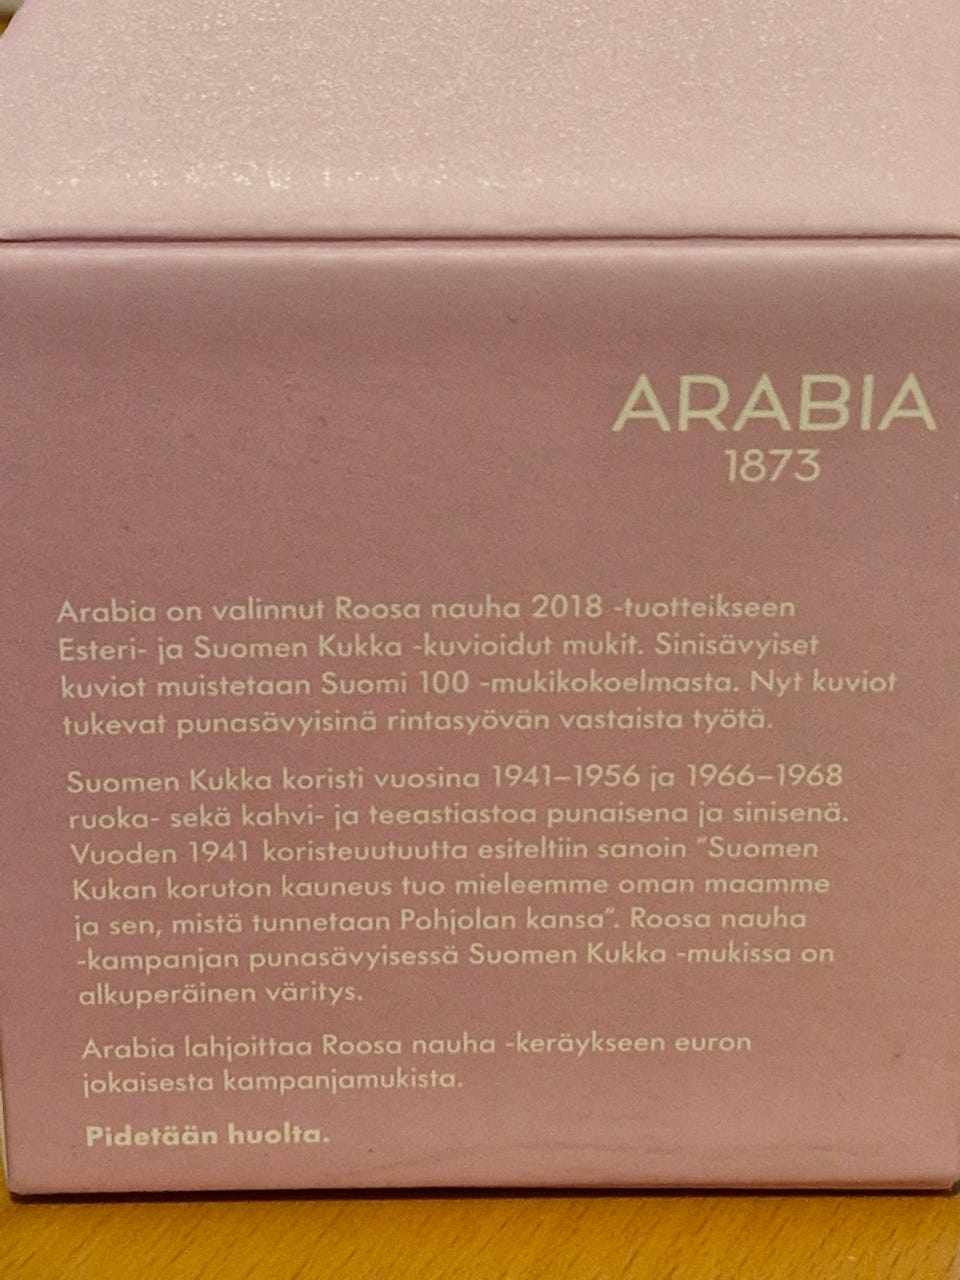 ARABIA
1873
Arabia on valinnut Roosa nauha 2018 -tuotteikseen
Esteri- ja Suomen Kukka -kuvioidut mukit. Sinisävyiset
kuviot muistetaan Suomi 100 -mukikokoelmasta. Nyt kuviot
tukevat punasävyisinä rintasyövän vastaista työtä.
Suomen Kukka koristi vuosina 1941–1956 ja 1966–1968
ruoka- sekä kahvi- ja teeastiastoa punaisena ja sinisenä.
Vuoden 1941 koristeuutuutta esiteltiin sanoin "Suomen
Kukan koruton kauneus tuo mieleemme oman maamme
ja sen, mistä tunnetaan Pohjolan kansa". Roosa nauha
-kampanjan punasävyisessä Suomen Kukka -mukissa on
alkuperäinen väritys.
Arabia lahjoittaa Roosa nauha -keräykseen euron
jokaisesta kampanjamukista.
Pidetään huolta.